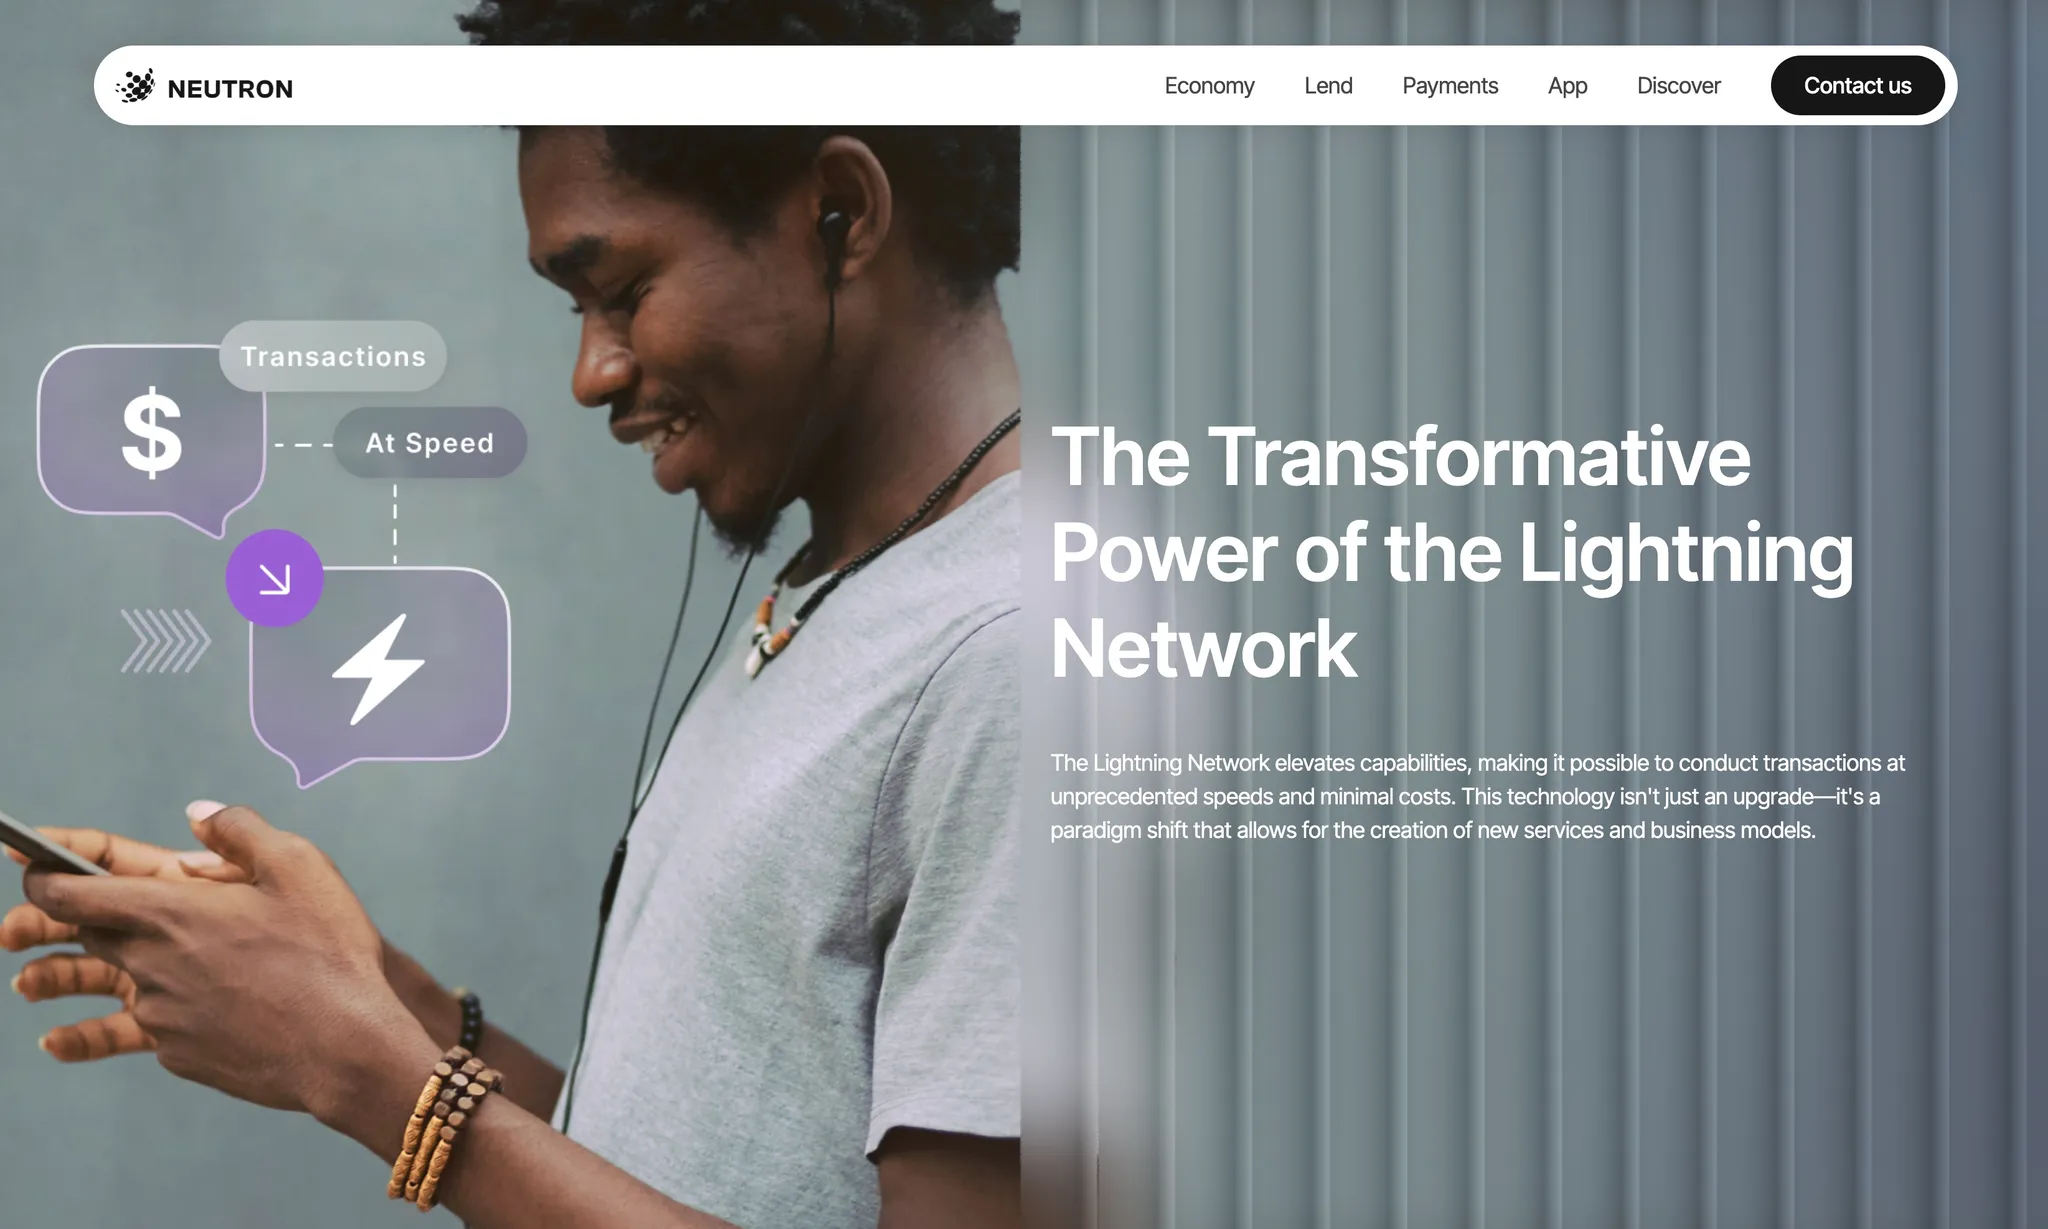 NEUTRON
Economy
Lend
Payments
App
Discover
Contact us
Transactions
$
At Speed
The Transformative
Power of the Lightning
Network
The Lightning Network elevates capabilities, making it possible to conduct transactions at
unprecedented speeds and minimal costs. This technology isn't just an upgrade—it's a
paradigm shift that allows for the creation of new services and business models.